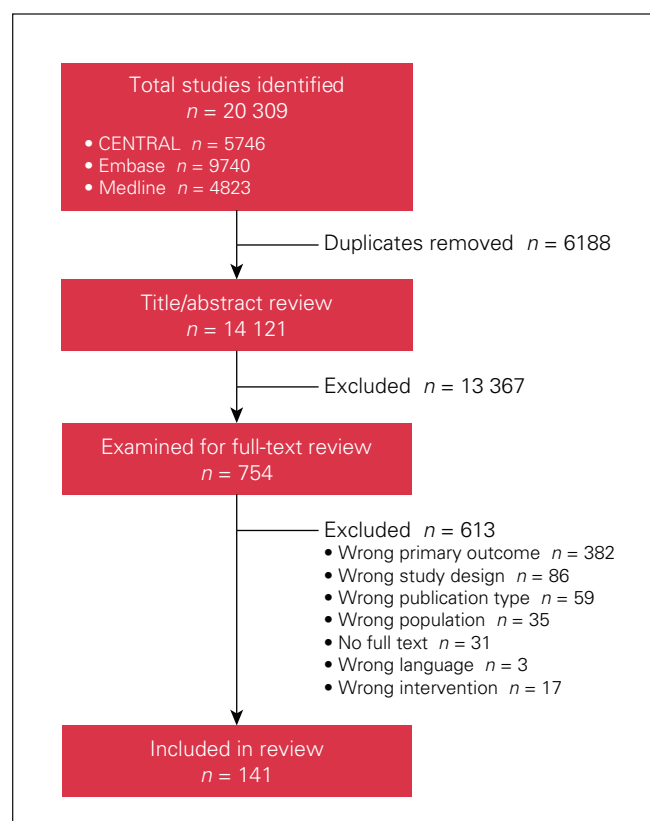 Total studies identified
n = 20 309
• CENTRAL n = 5746
• Embase n = 9740
• Medline n = 4823
Duplicates removed n = 6188
Title/abstract review
n = 14 121
Excluded n = 13 367
Examined for full-text review
n = 754
Excluded n = 613
• Wrong primary outcome n = 382
• Wrong study design n = 86
• Wrong publication type n = 59
• Wrong population n = 35
• No full text n = 31
• Wrong language n = 3
• Wrong intervention n = 17
Included in review
n = 141